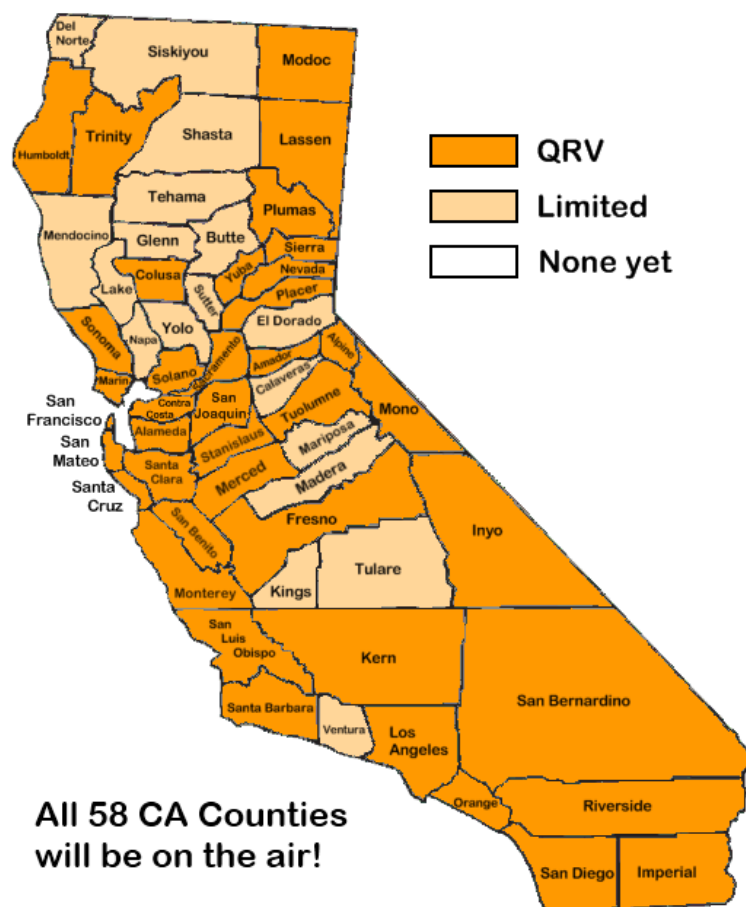 Del
Norte
Siskiyou
Modoc
Humboldt
Trinity
Shasta
Lassen
QRV
Limited
None yet
Tehama
Plumas
Mendocino
Glenn
Butte
Sierra
Colusa
Yuba
Nevada
Lake
Sutter
Placer
Sonoma
Napa
Yolo
El Dorado
Marin
Solano
Sacramento
Amador
Alpine
Calaveras
San
Francisco
Contra
Costa
San
Joaquin
Tuolumne
Mono
San
Mateo
Alameda
Stanislaus
Mariposa
Santa
Cruz
Santa
Clara
Merced
Madera
San Benito
Fresno
Inyo
Monterey
Kings
Tulare
San
Luis
Obispo
Kern
San Bernardino
Santa Barbara
Ventura
Los
Angeles
Orange
Riverside
San Diego
Imperial
All 58 CA Counties
will be on the air!